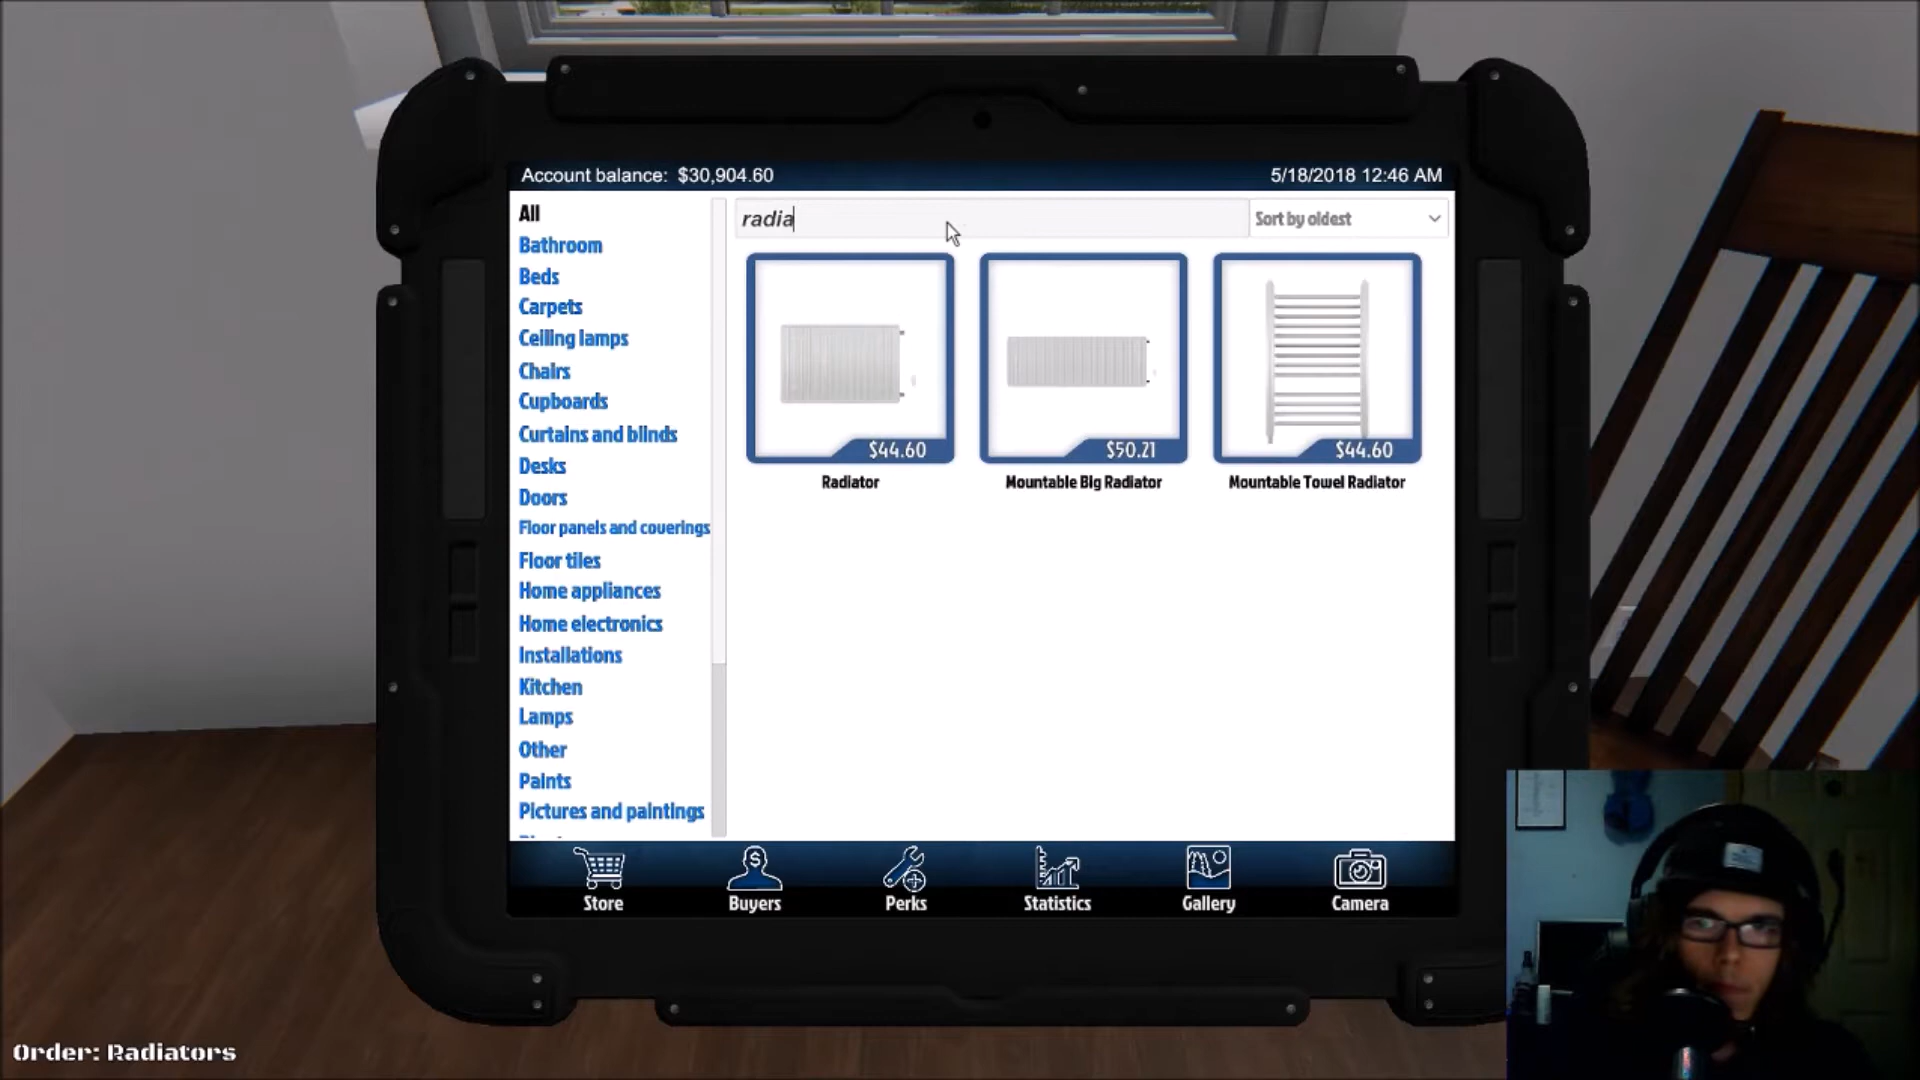 Account balance: $30,904.60
5/18/2018 12:46 AM
All
Bathroom
Beds
Carpets
Ceiling lamps
Chairs
Cupboards
Curtains and blinds
Desks
Doors
Floor panels and coverings
Floor tiles
Home appliances
Home electronics
Installations
Kitchen
Lamps
Other
Paints
Pictures and paintings
radia
Sort by oldest
$44.60
$50.21
$44.60
Radiator
Mountable Big Radiator
Mountable Towel Radiator
Store
Buyers
Perks
Statistics
Gallery
Camera
Order: Radiators